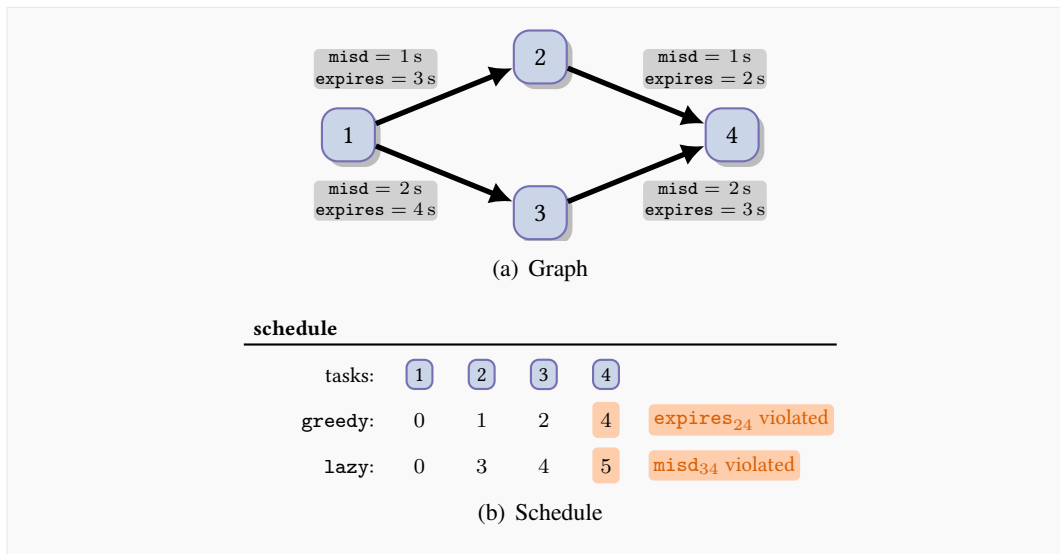 misd = 1 s
expires = 3 s
2
misd = 1 s
expires = 2 s
1
4
misd = 2 s
expires = 4 s
3
misd = 2 s
expires = 3 s
(a) Graph
schedule
tasks: 1 2 3 4
greedy: 0 1 2 4 expires24 violated
lazy: 0 3 4 5 misd34 violated
(b) Schedule